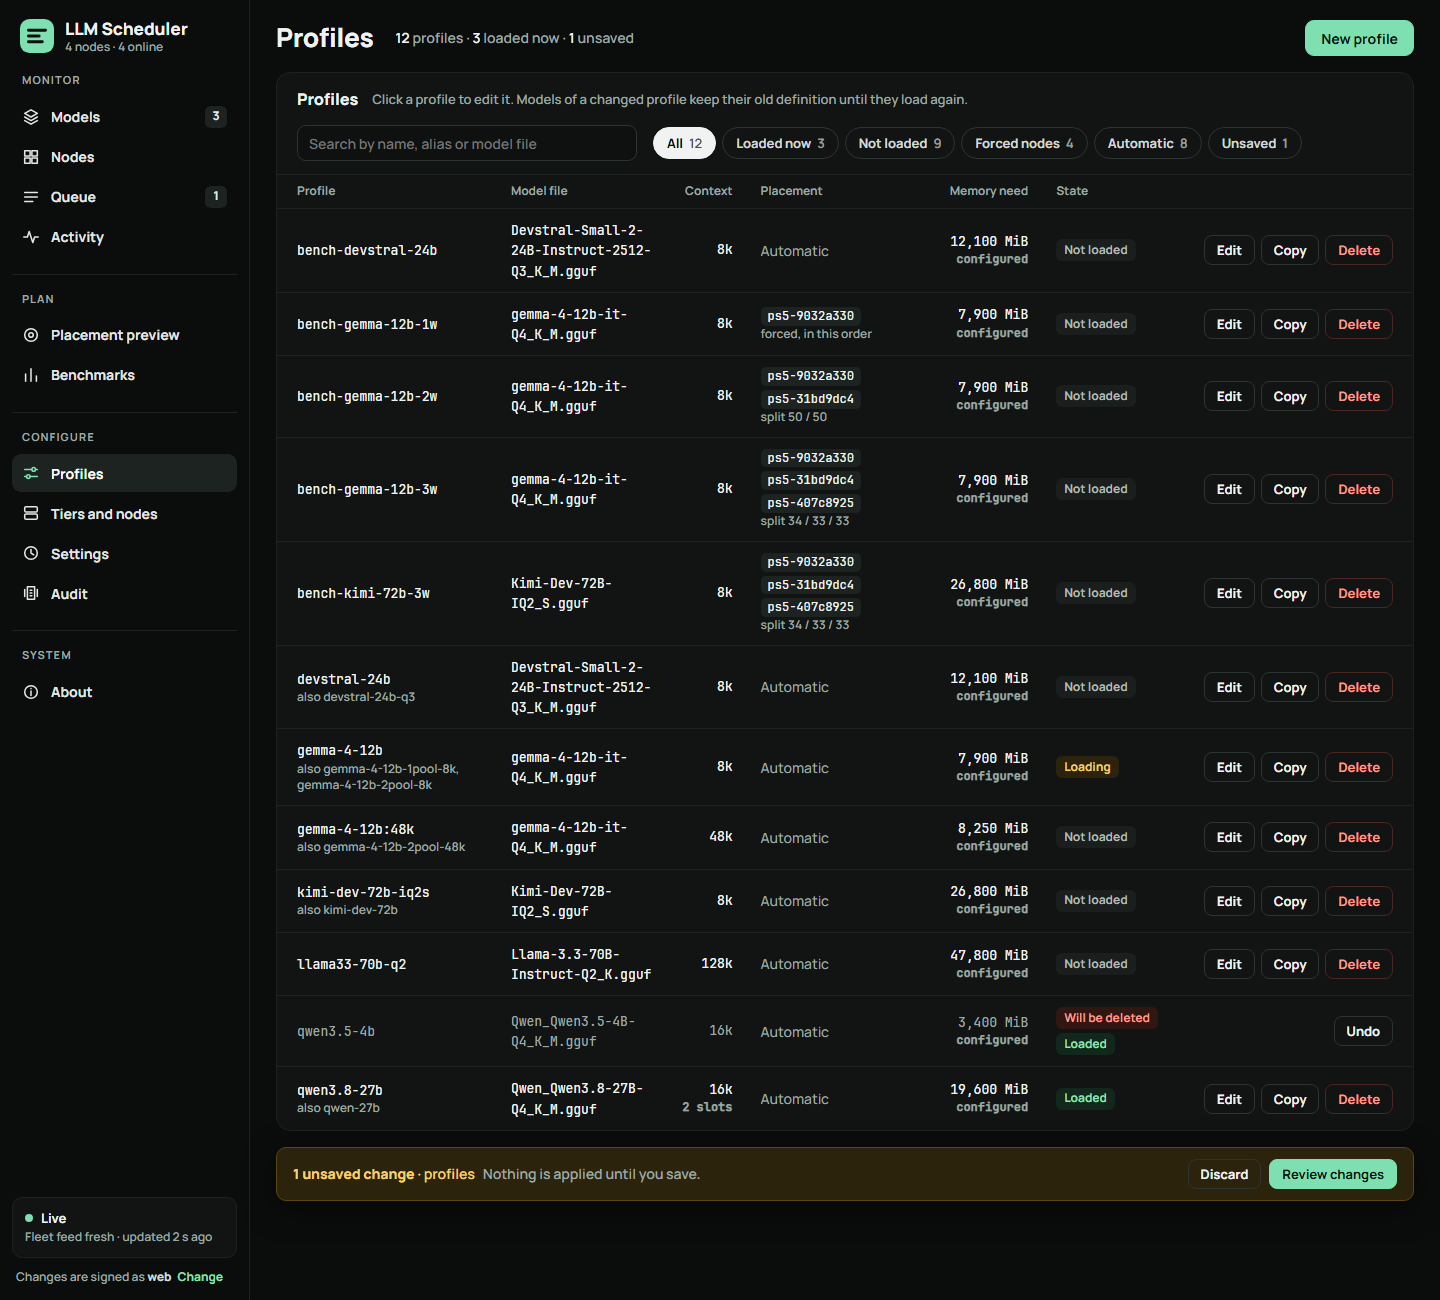 LLM Scheduler
4 nodes · 4 online
MONITOR
Models 3
Nodes
Queue 1
Activity
PLAN
Placement preview
Benchmarks
CONFIGURE
Profiles
Tiers and nodes
Settings
Audit
SYSTEM
About
Live
Fleet feed fresh · updated 2 s ago
Changes are signed as web Change
Profiles 12 profiles · 3 loaded now · 1 unsaved
New profile
Profiles Click a profile to edit it. Models of a changed profile keep their old definition until they load again.
Search by name, alias or model file
All 12 Loaded now 3 Not loaded 9 Forced nodes 4 Automatic 8 Unsaved 1
Profile Model file Context Placement Memory need State
bench-devstral-24b
Devstral-Small-2-
24B-Instruct-2512-
Q3_K_M.gguf
8k
Automatic
12,100 MiB
configured
Not loaded
Edit Copy Delete
bench-gemma-12b-1w
gemma-4-12b-it-
Q4_K_M.gguf
8k
ps5-9032a330
forced, in this order
7,900 MiB
configured
Not loaded
Edit Copy Delete
bench-gemma-12b-2w
gemma-4-12b-it-
Q4_K_M.gguf
8k
ps5-9032a330
ps5-31bd9dc4
split 50 / 50
7,900 MiB
configured
Not loaded
Edit Copy Delete
bench-gemma-12b-3w
gemma-4-12b-it-
Q4_K_M.gguf
8k
ps5-9032a330
ps5-31bd9dc4
ps5-407c8925
split 34 / 33 / 33
7,900 MiB
configured
Not loaded
Edit Copy Delete
bench-kimi-72b-3w
Kimi-Dev-72B-
IQ2_S.gguf
8k
ps5-9032a330
ps5-31bd9dc4
ps5-407c8925
split 34 / 33 / 33
26,800 MiB
configured
Not loaded
Edit Copy Delete
devstral-24b
also devstral-24b-q3
Devstral-Small-2-
24B-Instruct-2512-
Q3_K_M.gguf
8k
Automatic
12,100 MiB
configured
Not loaded
Edit Copy Delete
gemma-4-12b
also gemma-4-12b-1pool-8k,
gemma-4-12b-2pool-8k
gemma-4-12b-it-
Q4_K_M.gguf
8k
Automatic
7,900 MiB
configured
Loading
Edit Copy Delete
gemma-4-12b:48k
also gemma-4-12b-2pool-48k
gemma-4-12b-it-
Q4_K_M.gguf
48k
Automatic
8,250 MiB
configured
Not loaded
Edit Copy Delete
kimi-dev-72b-iq2s
also kimi-dev-72b
Kimi-Dev-72B-
IQ2_S.gguf
8k
Automatic
26,800 MiB
configured
Not loaded
Edit Copy Delete
llama33-70b-q2
Llama-3.3-70B-
Instruct-Q2_K.gguf
128k
Automatic
47,800 MiB
configured
Not loaded
Edit Copy Delete
qwen3.5-4b
Qwen_Qwen3.5-4B-
Q4_K_M.gguf
16k
Automatic
3,400 MiB
configured
Will be deleted
Loaded
Undo
qwen3.8-27b
also qwen-27b
Qwen_Qwen3.8-27B-
Q4_K_M.gguf
16k
2 slots
Automatic
19,600 MiB
configured
Loaded
Edit Copy Delete
1 unsaved change · profiles Nothing is applied until you save.
Discard Review changes